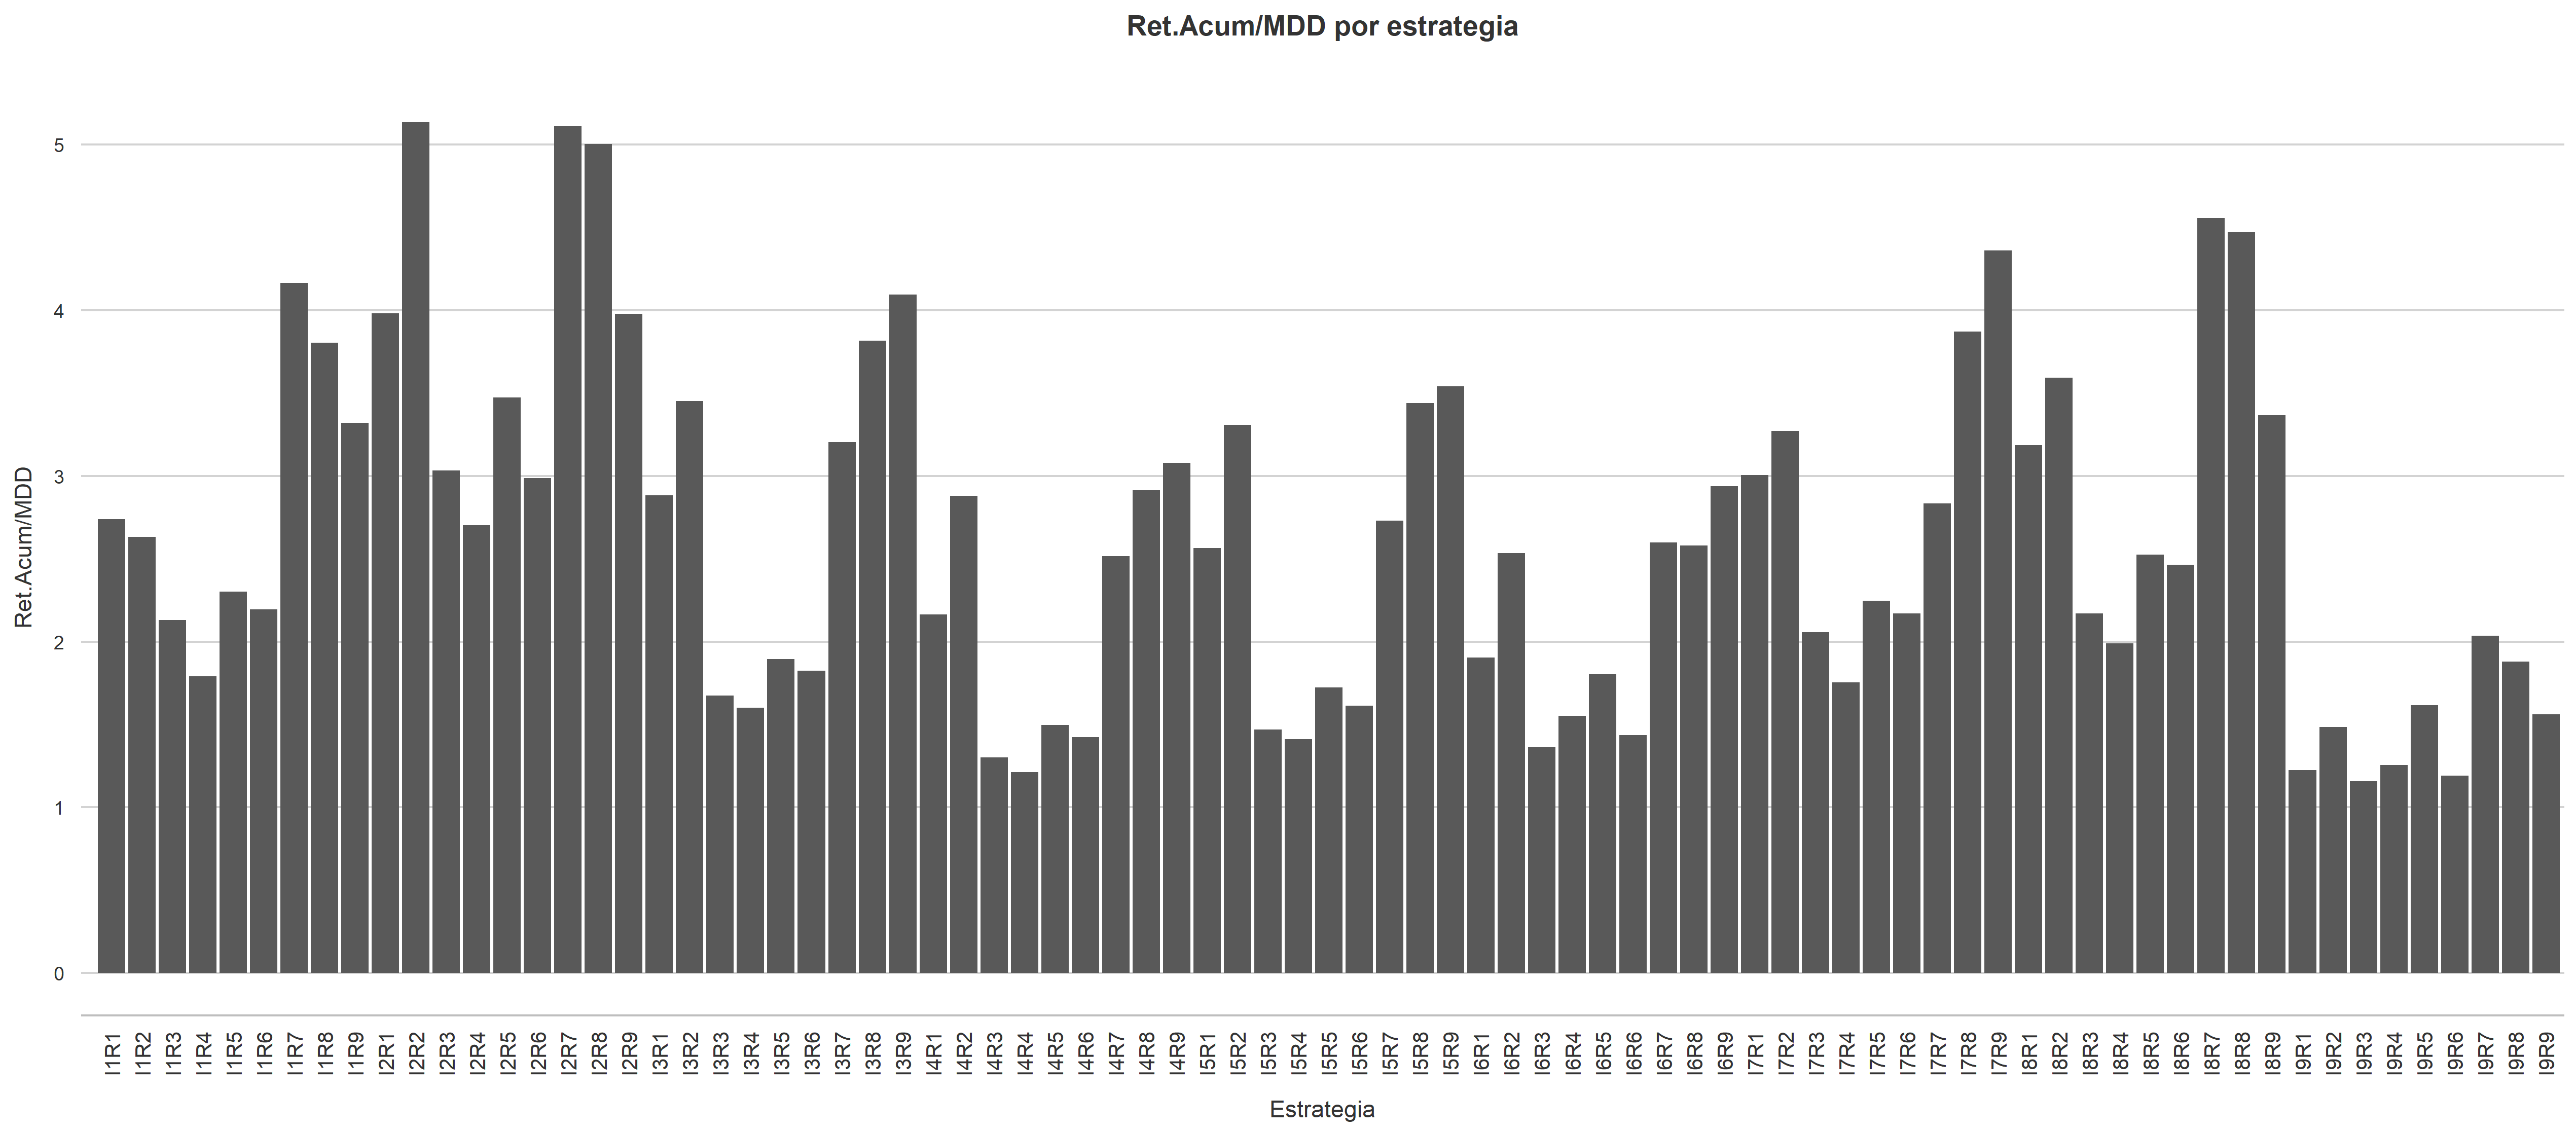 Ret.Acum/MDD por estrategia
Ret.Acum/MDD
5
4
3
2
1
0
I1R1 I1R2 I1R3 I1R4 I1R5 I1R6 I1R7 I1R8 I1R9 I2R1 I2R2 I2R3 I2R4 I2R5 I2R6 I2R7 I2R8 I2R9 I3R1 I3R2 I3R3 I3R4 I3R5 I3R6 I3R7 I3R8 I3R9 I4R1 I4R2 I4R3 I4R4 I4R5 I4R6 I4R7 I4R8 I4R9 I5R1 I5R2 I5R3 I5R4 I5R5 I5R6 I5R7 I5R8 I5R9 I6R1 I6R2 I6R3 I6R4 I6R5 I6R6 I6R7 I6R8 I6R9 I7R1 I7R2 I7R3 I7R4 I7R5 I7R6 I7R7 I7R8 I7R9 I8R1 I8R2 I8R3 I8R4 I8R5 I8R6 I8R7 I8R8 I8R9 I9R1 I9R2 I9R3 I9R4 I9R5 I9R6 I9R7 I9R8 I9R9
Estrategia